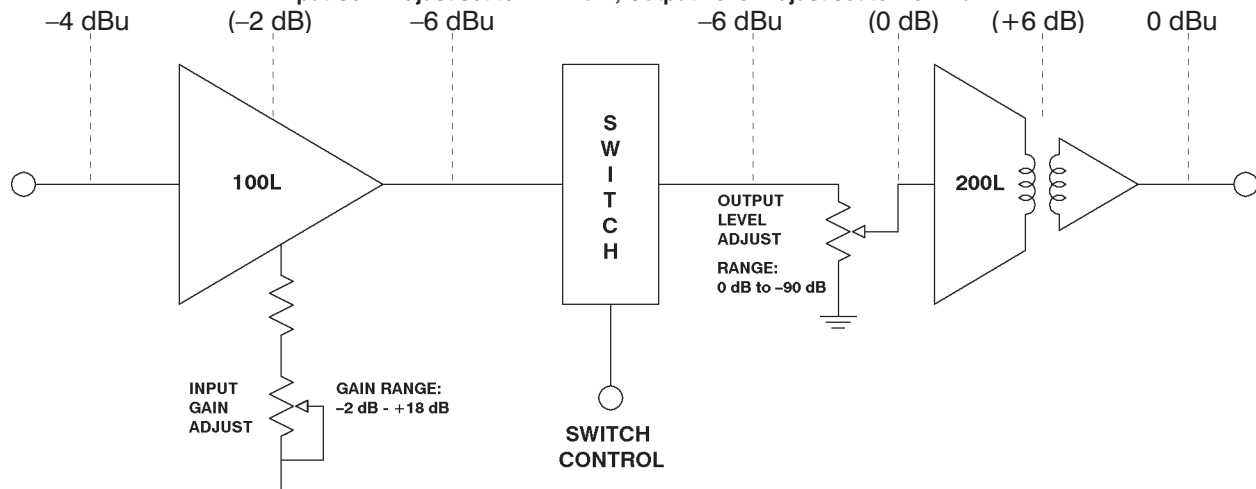 –4 dBu (–2 dB) –6 dBu –6 dBu (0 dB) (+6 dB) 0 dBu
100L
SWITCH
OUTPUT
LEVEL
ADJUST
RANGE:
0 dB to –90 dB
200L
INPUT
GAIN
ADJUST
GAIN RANGE:
–2 dB - +18 dB
SWITCH
CONTROL